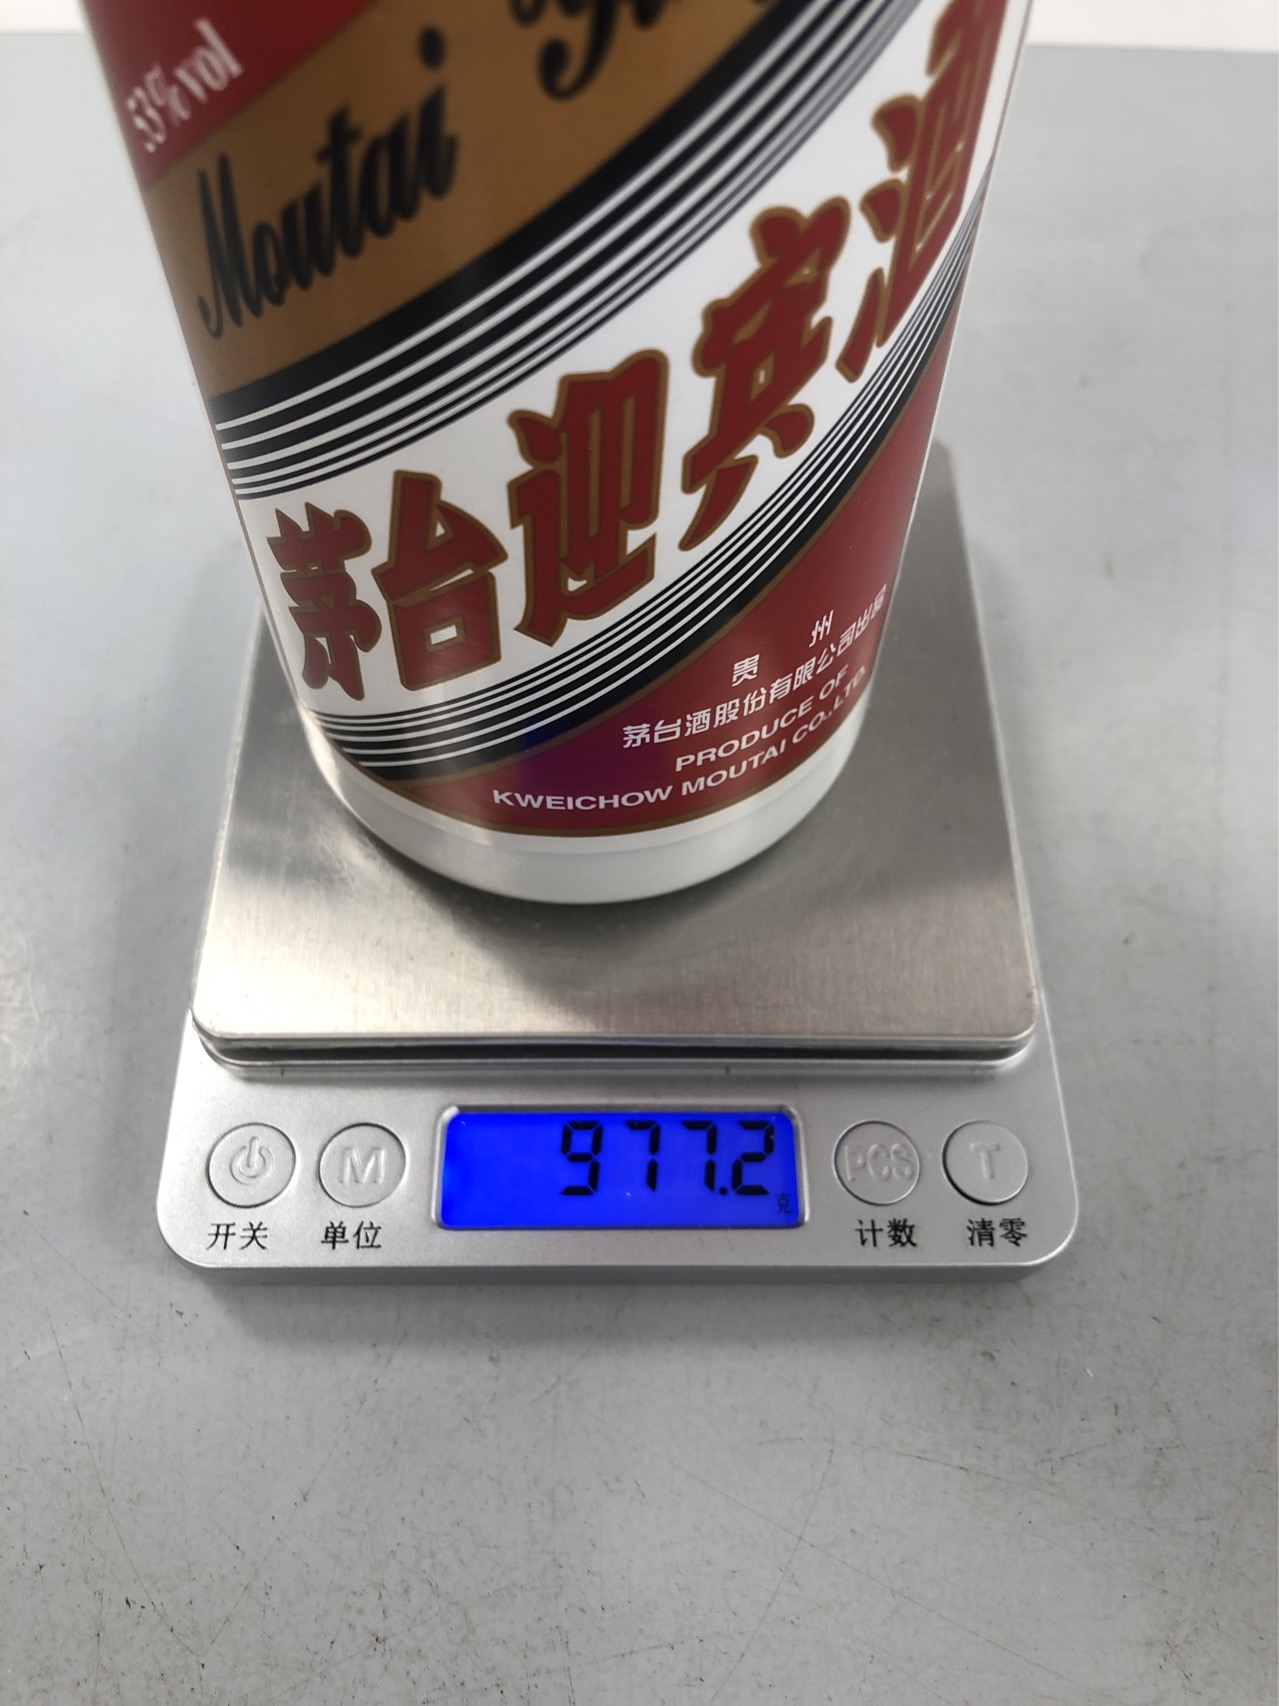 53%vol
Moutai
茅台迎宾酒
贵州
茅台酒股份有限公司出品
PRODUCE OF
KWEICHOW MOUTAI CO.,LTD.
977.2
克
M
PCS
T
开关
单位
计数
清零